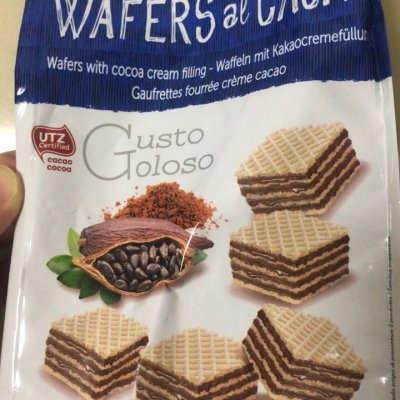 WAFERS al CACAO
Wafers with cocoa cream filling - Waffeln mit Kakaocremefüllun
Gaufrettes fourrée crème cacao
UTZ
Certified
cacao
cocoa
Gusto
Goloso